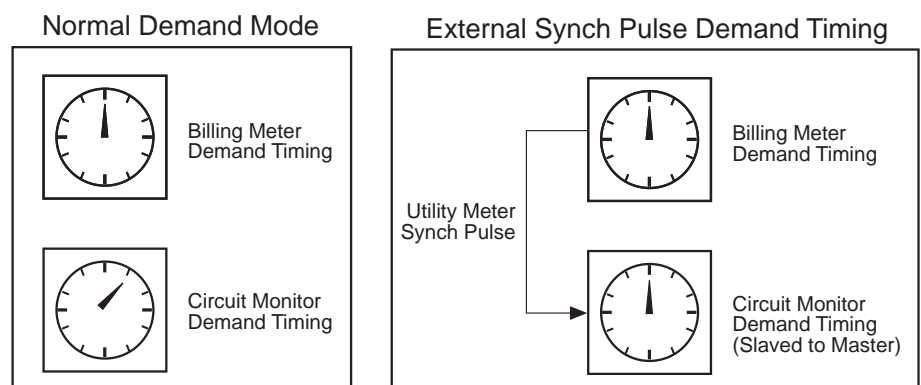 Normal Demand Mode
Billing Meter
Demand Timing
Circuit Monitor
Demand Timing
External Synch Pulse Demand Timing
Billing Meter
Demand Timing
Utility Meter
Synch Pulse
Circuit Monitor
Demand Timing
(Slaved to Master)